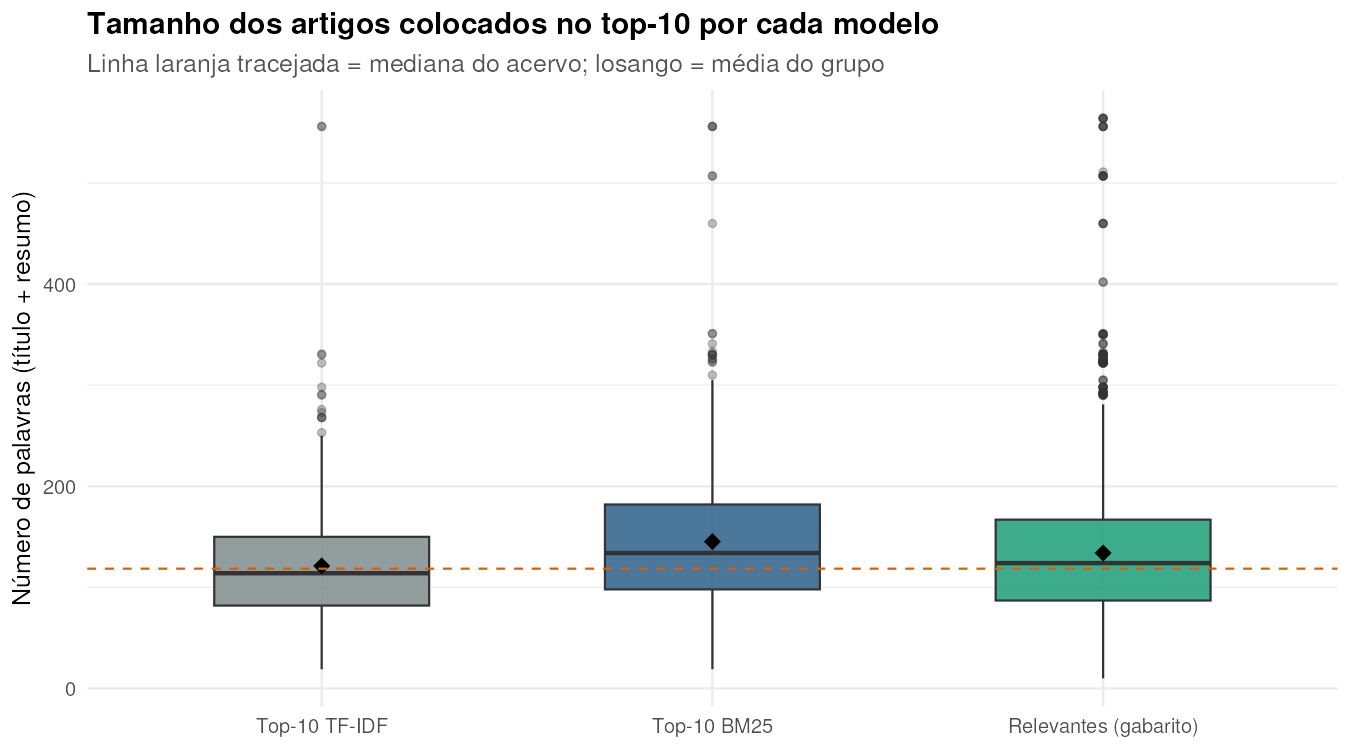 Tamanho dos artigos colocados no top-10 por cada modelo
Linha laranja tracejada = mediana do acervo; losango = média do grupo
Número de palavras (título + resumo)
400
200
0
Top-10 TF-IDF
Top-10 BM25
Relevantes (gabarito)